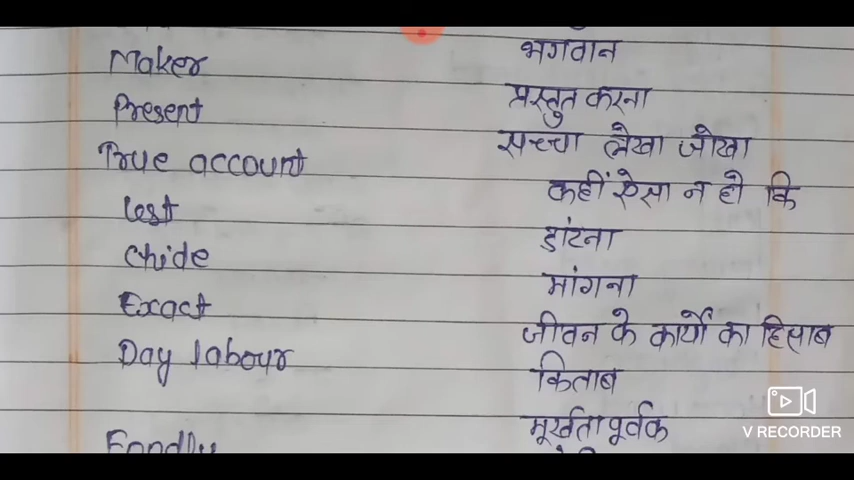 Maker भगवान
Present प्रस्तुत करना
True account सच्चा लेखा जोखा
Lest कहीं ऐसा न हो कि
Chide डांटना
Exact मांगना
Day labour जीवन के कार्यों का हिसाब
किताब
Fondly मूर्खतापूर्वक
V RECORDER